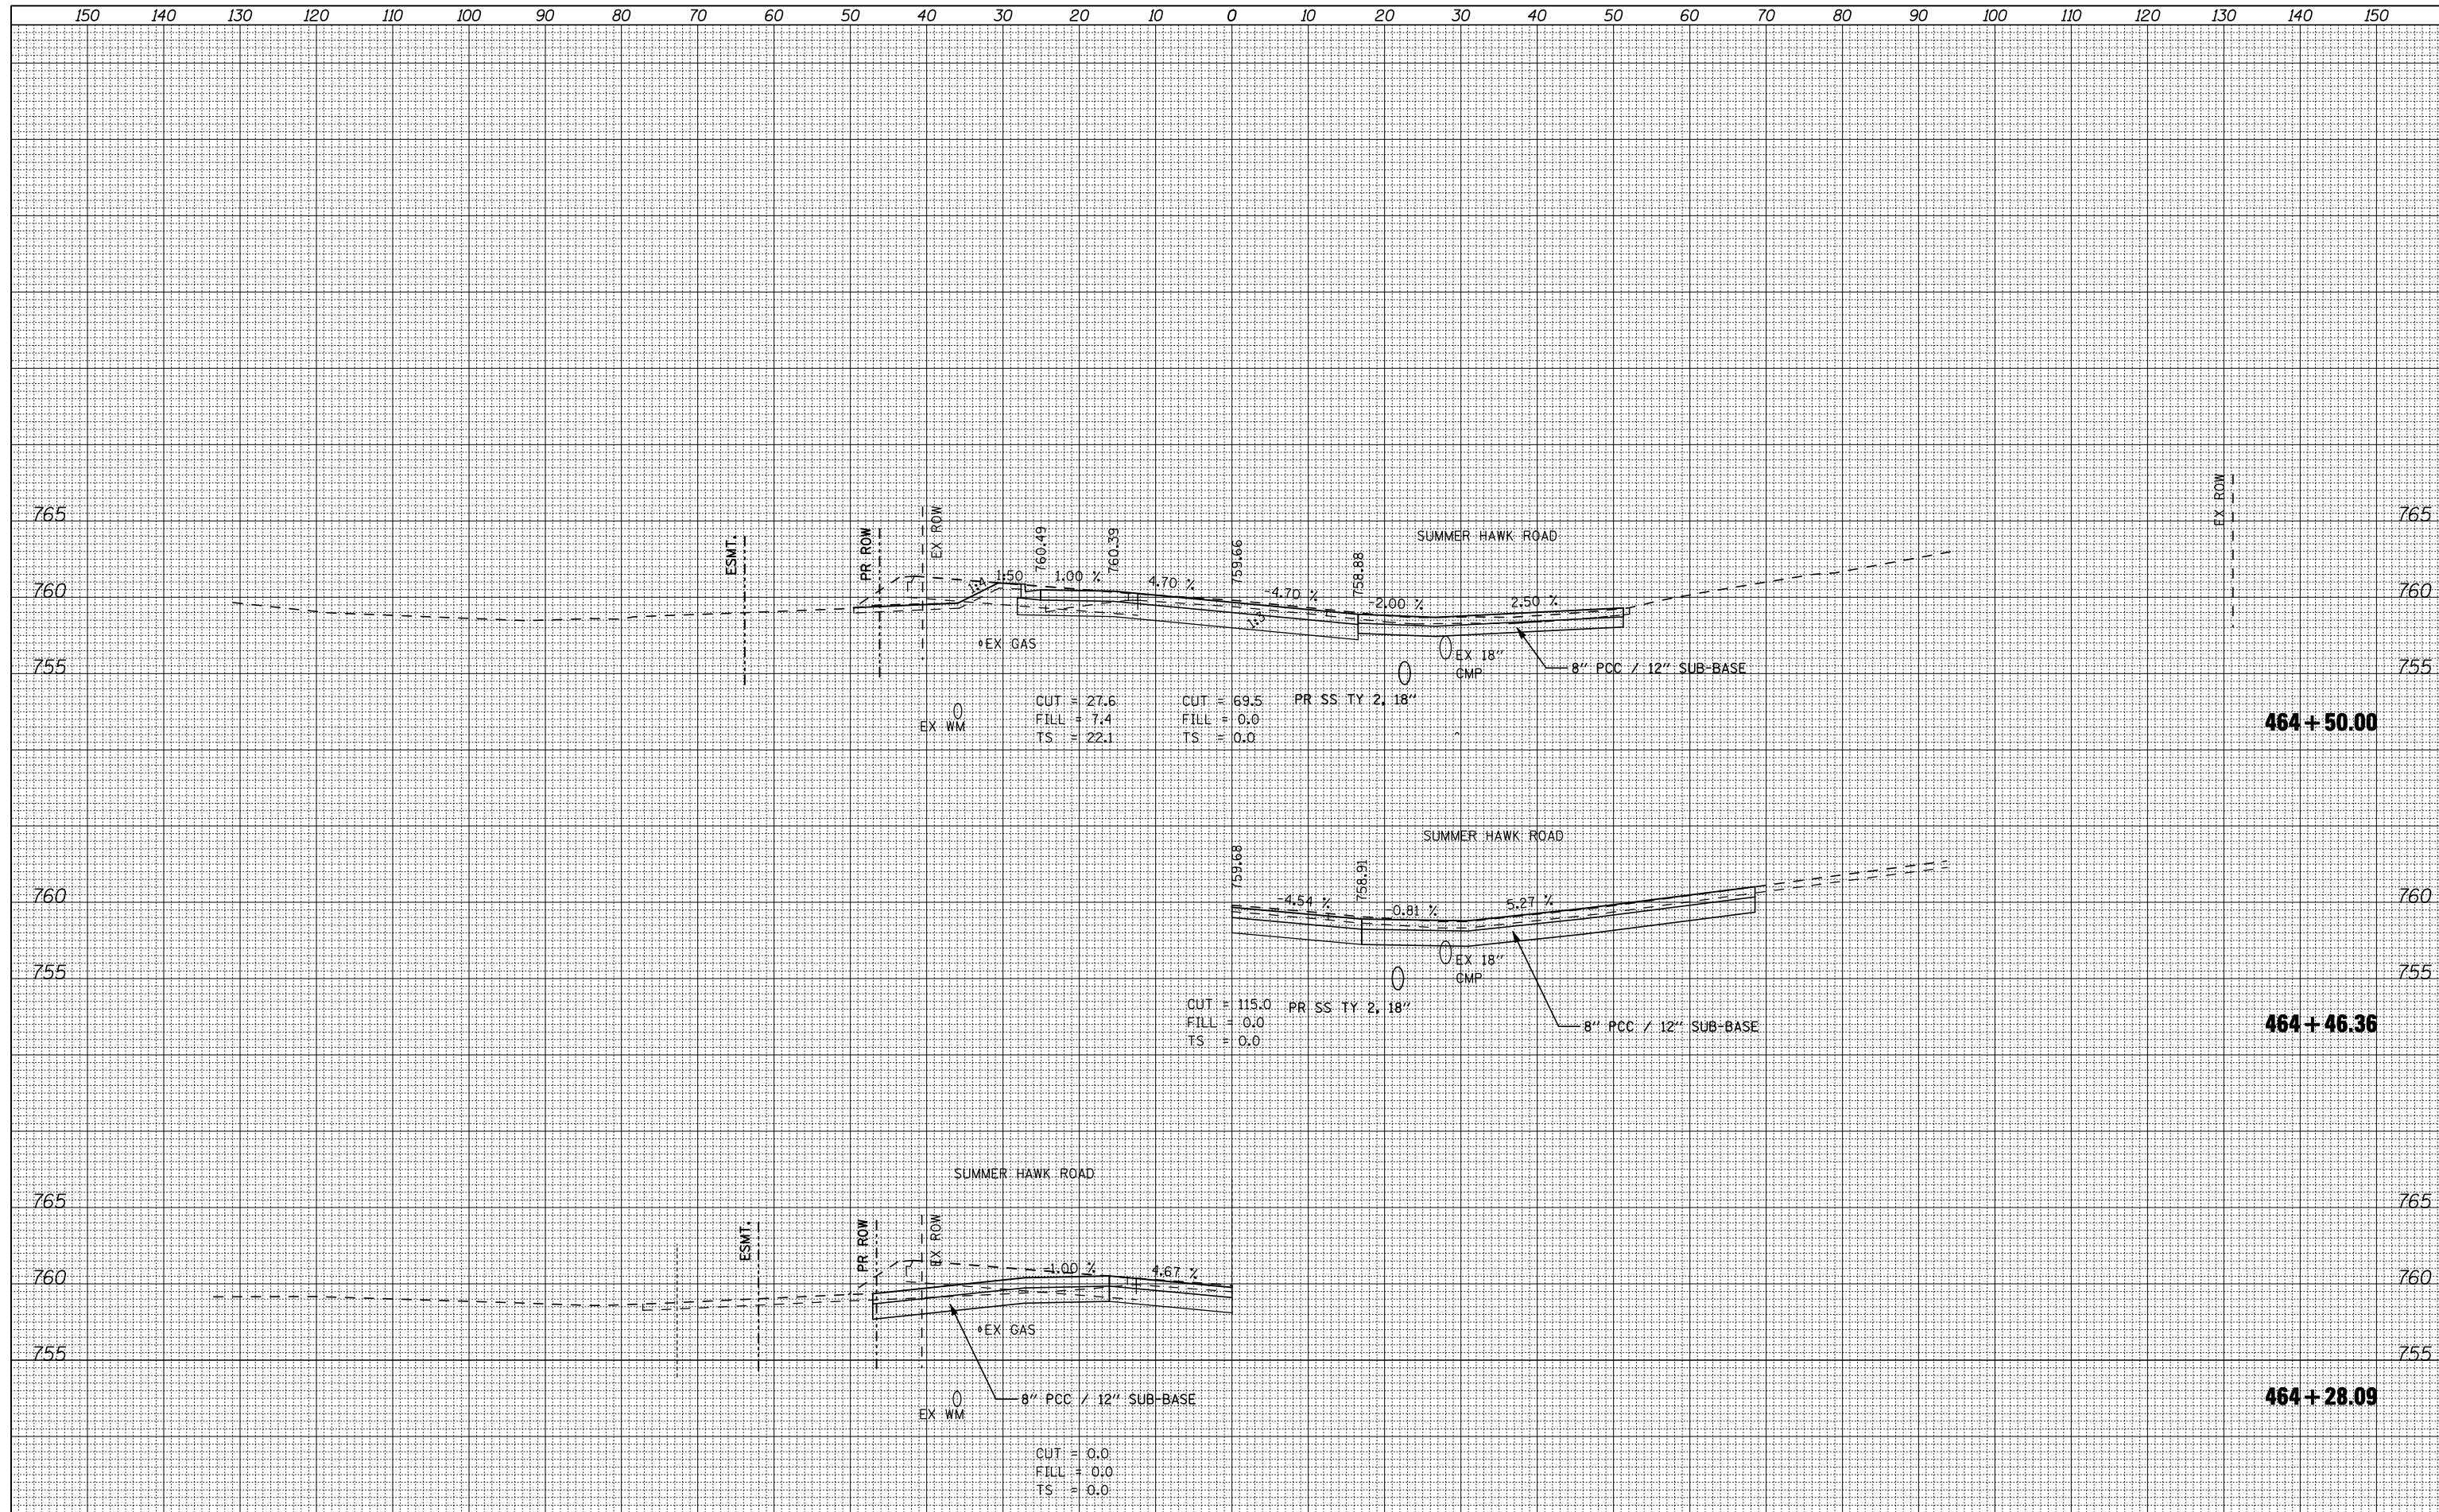 150 140 130 120 110 100 90 80 70 60 50 40 30 20 10 0 10 20 30 40 50 60 70 80 90 100 110 120 130 140 150
EX ROW
765 765
SUMMER HAWK ROAD
ESMT.
PR ROW
EX ROW
760.49
760.39
759.66
758.88
1:4 1:50 1.00 % 4.70 % -4.70 % -2.00 % 2.50 %
760 760
1:3
EX GAS
EX 18"
CMP
8" PCC / 12" SUB-BASE
755 755
CUT = 27.6
FILL = 7.4
TS = 22.1
CUT = 69.5
FILL = 0.0
TS = 0.0
PR SS TY 2, 18"
EX WM
464+50.00
SUMMER HAWK ROAD
759.68
758.91
760 760
-4.54 % -0.81 % 5.27 %
EX 18"
CMP
755 755
CUT = 115.0
FILL = 0.0
TS = 0.0
PR SS TY 2, 18"
8" PCC / 12" SUB-BASE
464+46.36
SUMMER HAWK ROAD
765 765
ESMT.
PR ROW
EX ROW
1.00 % 4.67 %
760 760
EX GAS
755 755
8" PCC / 12" SUB-BASE
EX WM
464+28.09
CUT = 0.0
FILL = 0.0
TS = 0.0